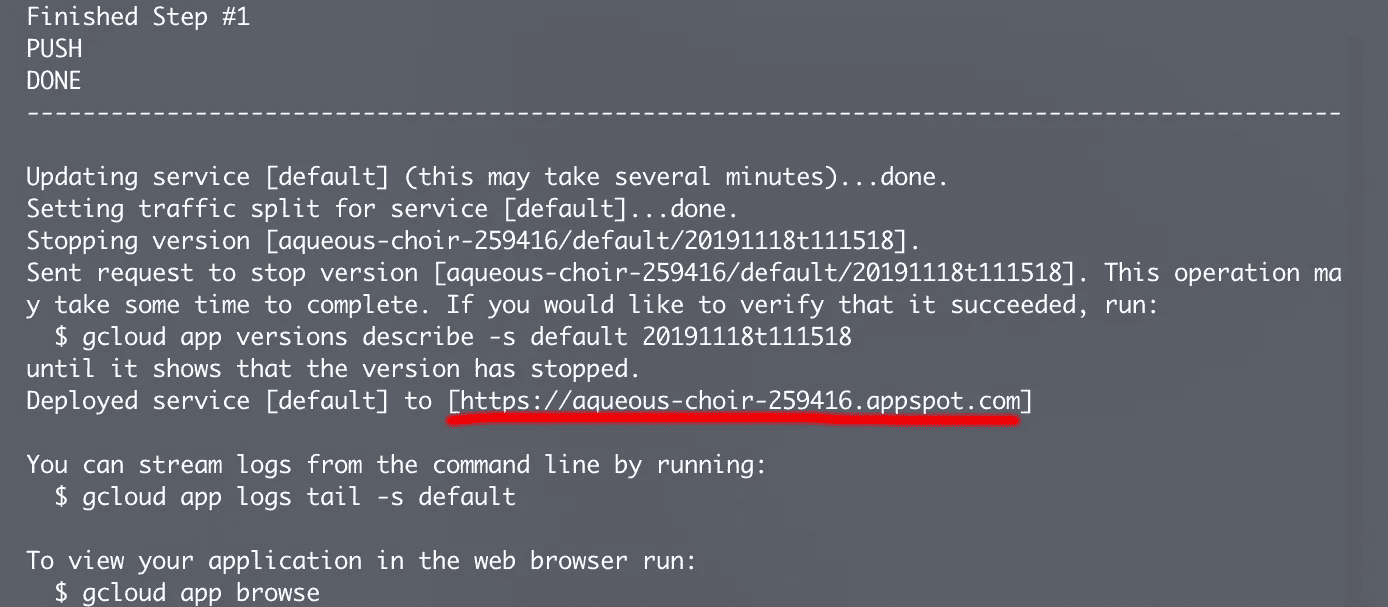 Finished Step #1
PUSH
DONE
----------------------------------------------------------------------------------------------
Updating service [default] (this may take several minutes)...done.
Setting traffic split for service [default]...done.
Stopping version [aqueous-choir-259416/default/20191118t111518].
Sent request to stop version [aqueous-choir-259416/default/20191118t111518]. This operation ma
y take some time to complete. If you would like to verify that it succeeded, run:
  $ gcloud app versions describe -s default 20191118t111518
until it shows that the version has stopped.
Deployed service [default] to [https://aqueous-choir-259416.appspot.com]
You can stream logs from the command line by running:
  $ gcloud app logs tail -s default
To view your application in the web browser run:
  $ gcloud app browse